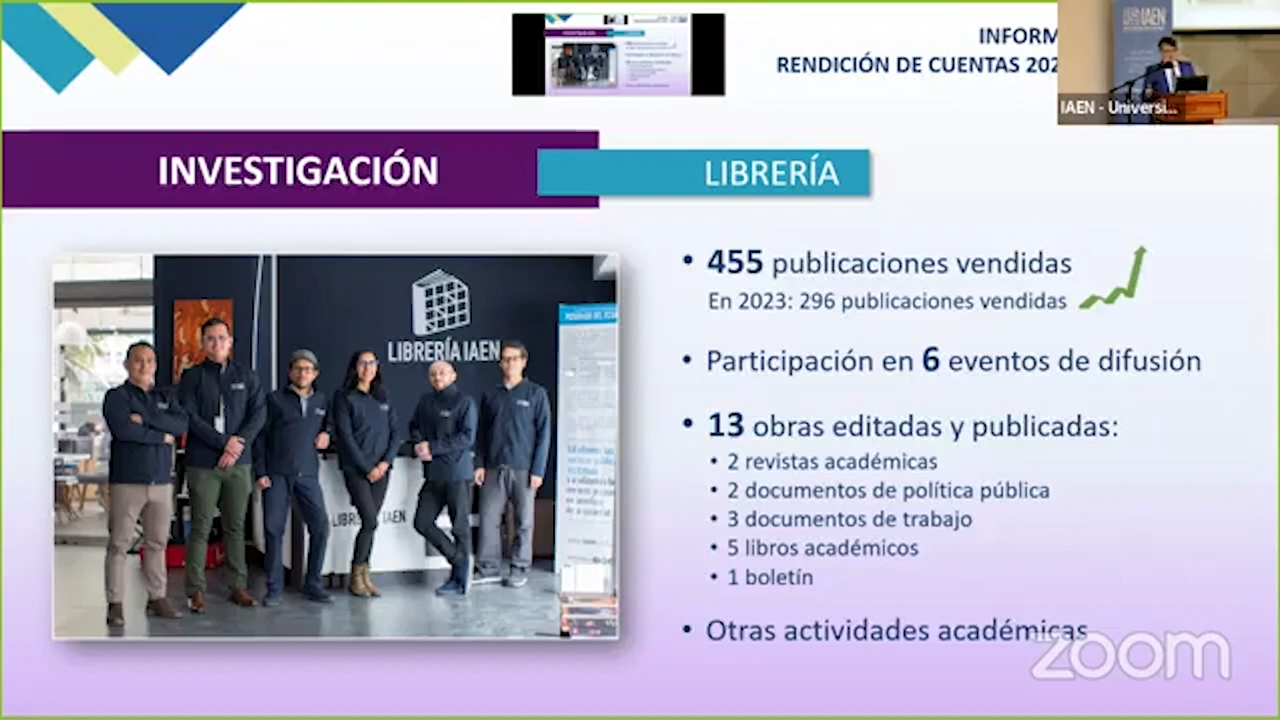 INFORM
RENDICIÓN DE CUENTAS 202
IAEN
IAEN - Universi...
INVESTIGACIÓN
LIBRERÍA
LIBRERÍA IAEN
LIBRERÍA IAEN
• 455 publicaciones vendidas
En 2023: 296 publicaciones vendidas
• Participación en 6 eventos de difusión
• 13 obras editadas y publicadas:
• 2 revistas académicas
• 2 documentos de política pública
• 3 documentos de trabajo
• 5 libros académicos
• 1 boletín
• Otras actividades académicas
zoom